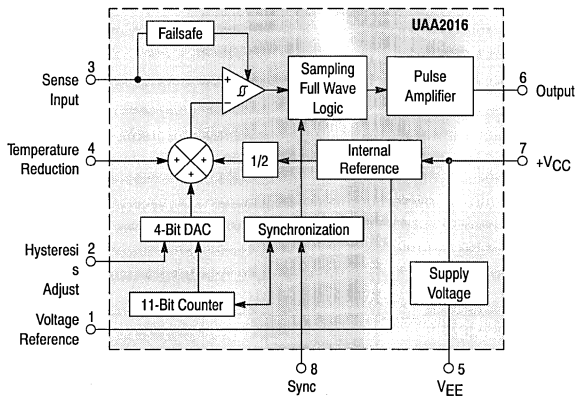 UAA2016
Failsafe
3
Sense
Input
+
−
Sampling
Full Wave
Logic
Pulse
Amplifier
6
Output
4
Temperature
Reduction
+
+
+
1/2
Internal
Reference
7
+VCC
4-Bit DAC
Synchronization
Hysteresi
2
s
Adjust
11-Bit Counter
Supply
Voltage
Voltage
1
Reference
8
Sync
5
VEE